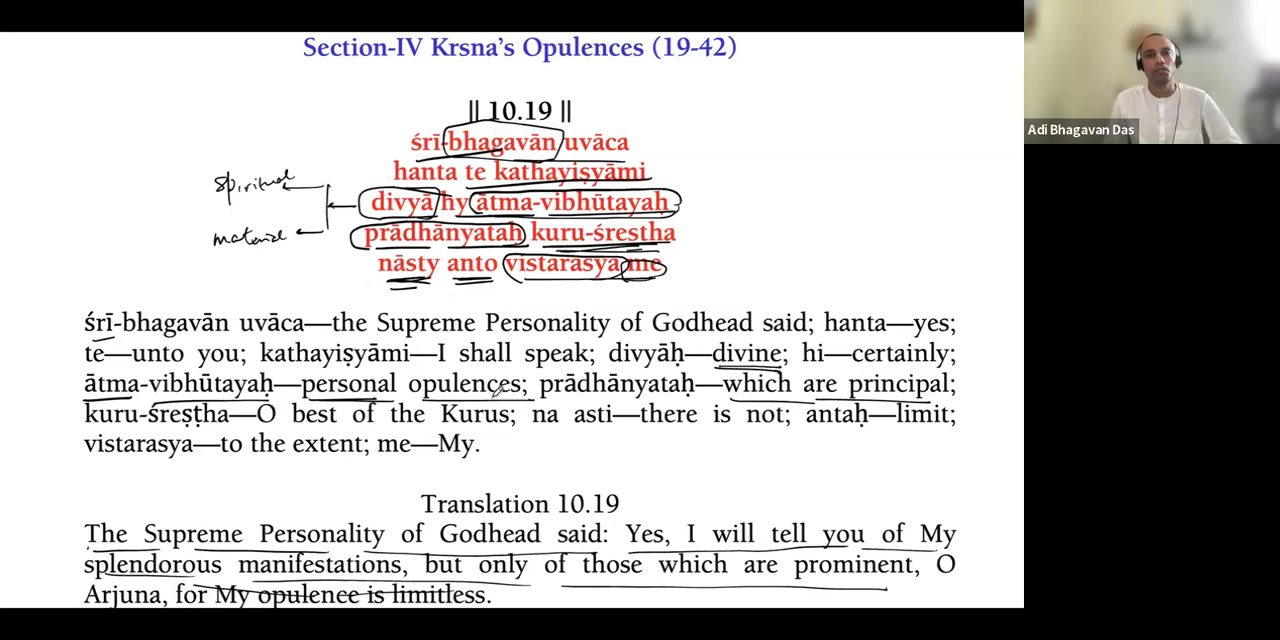 Section-IV Krsna's Opulences (19-42)
|| 10.19 ||
śrī-bhagavān uvāca
hanta te kathayiṣyāmi
spiritual
divyā hy ātma-vibhūtayaḥ
material
prādhānyataḥ kuru-śrestha
nāsty anto vistarasya me
śrī-bhagavān uvāca—the Supreme Personality of Godhead said; hanta—yes;
te—unto you; kathayiṣyāmi—I shall speak; divyāḥ—divine; hi—certainly;
ātma-vibhūtayaḥ—personal opulences; prādhānyataḥ—which are principal;
kuru-śreṣṭha—O best of the Kurus; na asti—there is not; antaḥ—limit;
vistarasya—to the extent; me—My.
Translation 10.19
The Supreme Personality of Godhead said: Yes, I will tell you of My
splendorous manifestations, but only of those which are prominent, O
Arjuna, for My opulence is limitless.
Adi Bhagavan Das